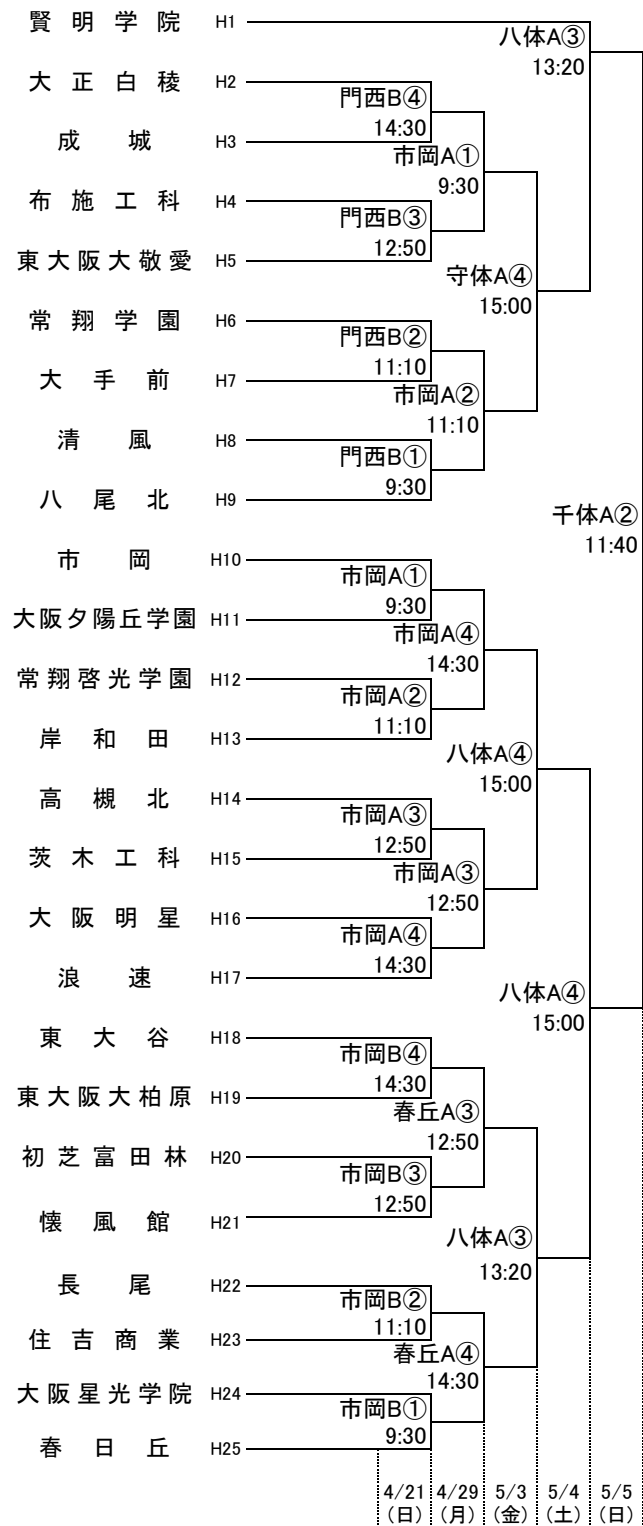 賢明学院 H1
八体A③
13:20
大正白稜 H2
門西B④
14:30
成城 H3
市岡A①
9:30
布施工科 H4
門西B③
12:50
東大阪大敬愛 H5
守体A④
15:00
常翔学園 H6
門西B②
11:10
大手前 H7
市岡A②
11:10
清風 H8
門西B①
9:30
八尾北 H9
千体A②
11:40
市岡 H10
市岡A①
9:30
大阪夕陽丘学園 H11
市岡A④
14:30
常翔啓光学園 H12
市岡A②
11:10
岸和田 H13
八体A④
15:00
高槻北 H14
市岡A③
12:50
茨木工科 H15
市岡A③
12:50
大阪明星 H16
市岡A④
14:30
浪速 H17
八体A④
15:00
東大谷 H18
市岡B④
14:30
東大阪大柏原 H19
春丘A③
12:50
初芝富田林 H20
市岡B③
12:50
懐風館 H21
八体A③
13:20
長尾 H22
市岡B②
11:10
住吉商業 H23
春丘A④
14:30
大阪星光学院 H24
市岡B①
9:30
春日丘 H25
4/21 4/29 5/3 5/4 5/5
(日) (月) (金) (土) (日)